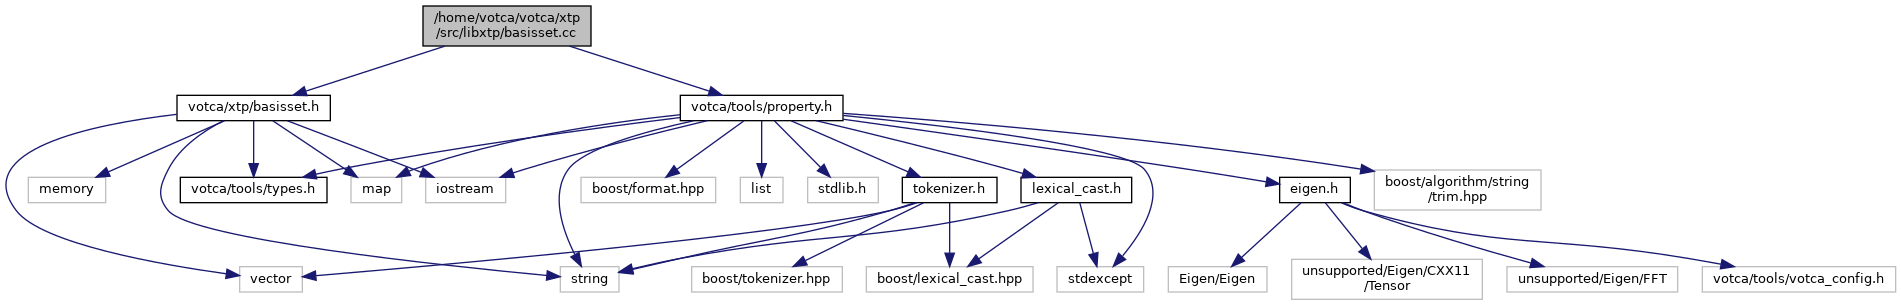 /home/votca/votca/xtp
/src/libxtp/basisset.cc
votca/xtp/basisset.h
votca/tools/property.h
memory
votca/tools/types.h
map
iostream
boost/format.hpp
list
stdlib.h
tokenizer.h
lexical_cast.h
eigen.h
boost/algorithm/string
/trim.hpp
vector
string
boost/tokenizer.hpp
boost/lexical_cast.hpp
stdexcept
Eigen/Eigen
unsupported/Eigen/CXX11
/Tensor
unsupported/Eigen/FFT
votca/tools/votca_config.h